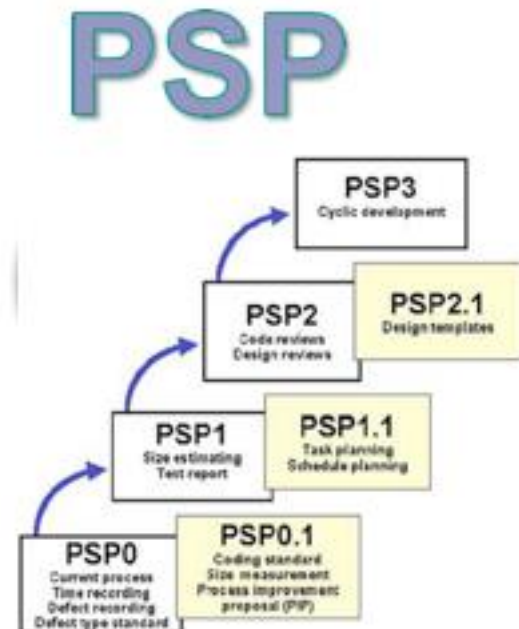 PSP
PSP3
Cyclic development
PSP2
Code reviews
Design reviews
PSP2.1
Design templates
PSP1
Size estimating
Test report
PSP1.1
Task planning
Schedule planning
PSP0
Current process
Time recording
Defect recording
Defect type standard
PSP0.1
Coding standard
Size measurement
Process improvement
proposal (PIP)